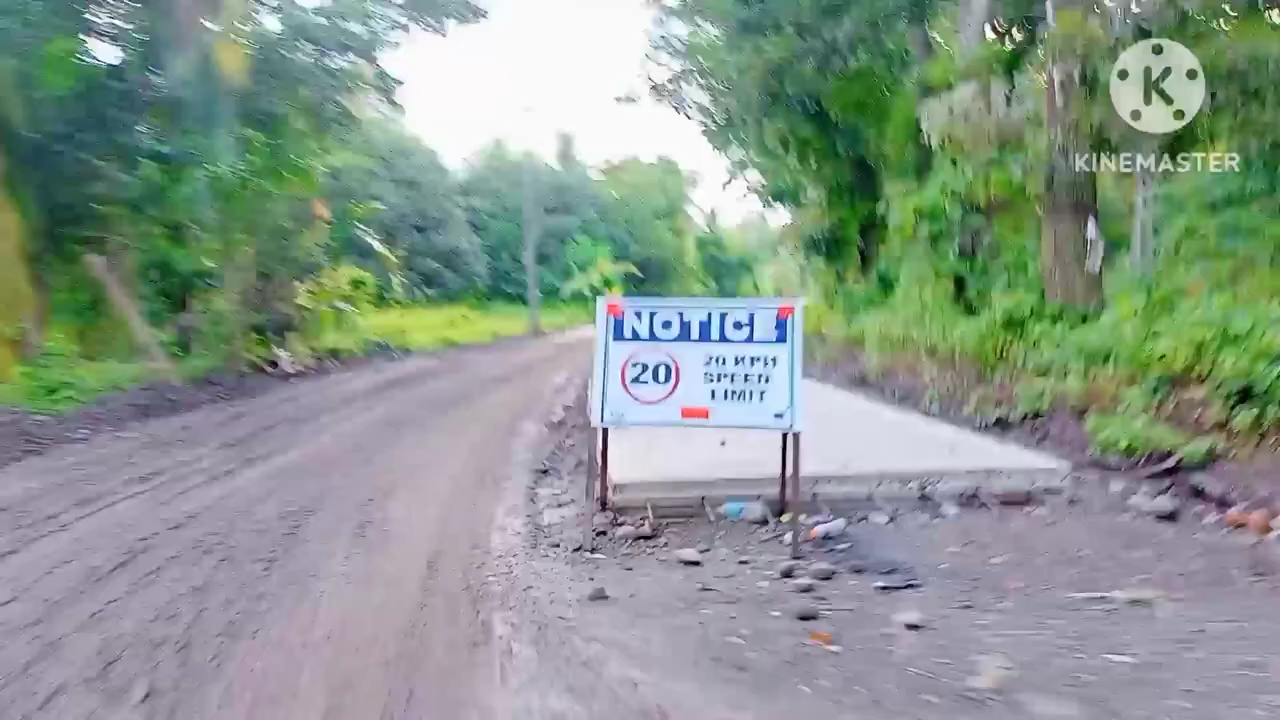 NOTICE
20
20 KPH
SPEED
LIMIT
K
KINEMASTER